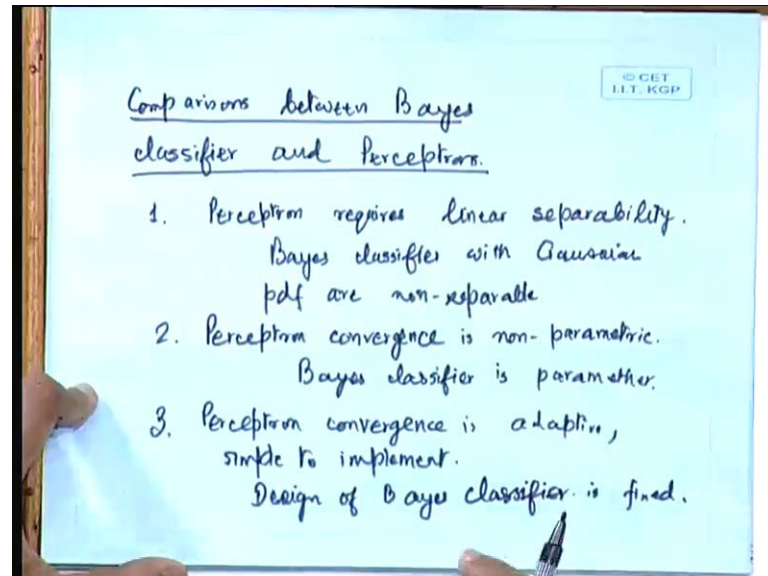 © CET
I.I.T. KGP
Comparisons between Bayes
classifier and Perceptron.
1. Perceptron requires linear separability.
Bayes classifier with Gaussian
pdf are non-separable
2. Perceptron convergence is non-parametric.
Bayes classifier is parametric.
3. Perceptron convergence is adaptive,
simple to implement.
Design of Bayes classifier is fixed.